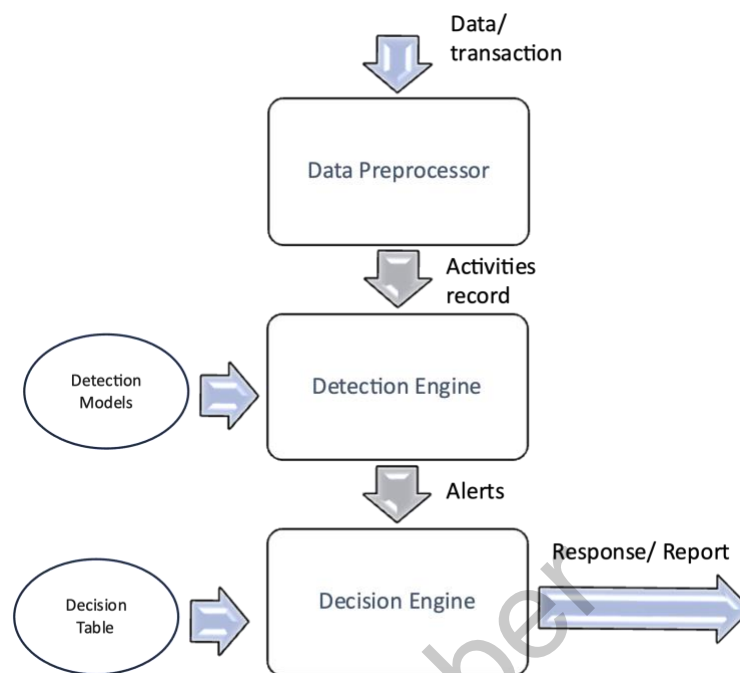 Data/
transaction
Data Preprocessor
Activities
record
Detection
Models
Detection Engine
Alerts
Response/ Report
Decision
Table
Decision Engine